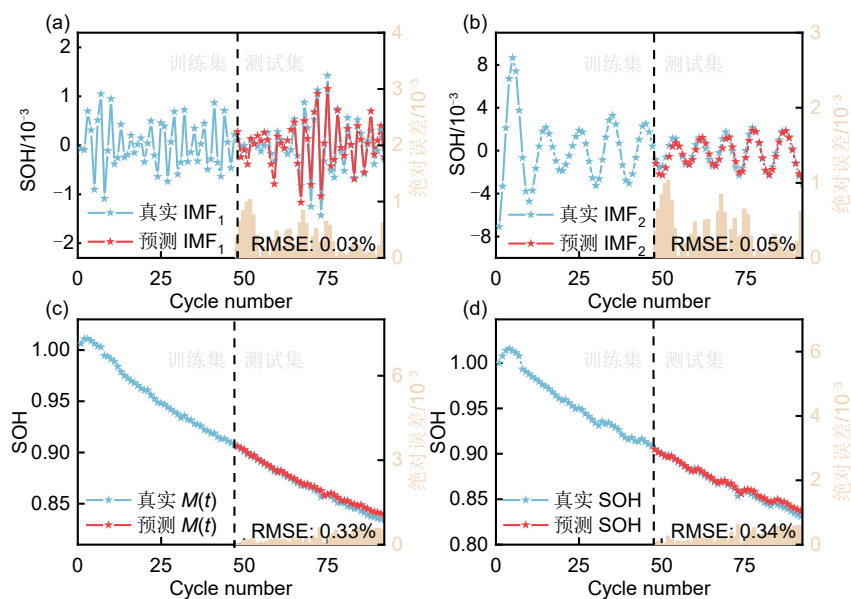 (a)
训练集 测试集
SOH/10⁻³
2
1
0
−1
−2
4
3
2
1
0
绝对误差/10⁻³
真实 IMF₁
预测 IMF₁
RMSE: 0.03%
0 25 50 75
Cycle number
(b)
训练集 测试集
SOH/10⁻³
8
4
0
−4
−8
3
2
1
0
绝对误差/10⁻³
真实 IMF₂
预测 IMF₂
RMSE: 0.05%
0 25 50 75
Cycle number
(c)
训练集 测试集
SOH
1.00
0.95
0.90
0.85
7
3
0
绝对误差/10⁻³
真实 M(t)
预测 M(t)
RMSE: 0.33%
0 25 50 75
Cycle number
(d)
训练集 测试集
SOH
1.00
0.95
0.90
0.85
0.80
6
3
2
0
绝对误差/10⁻³
真实 SOH
预测 SOH
RMSE: 0.34%
0 25 50 75
Cycle number